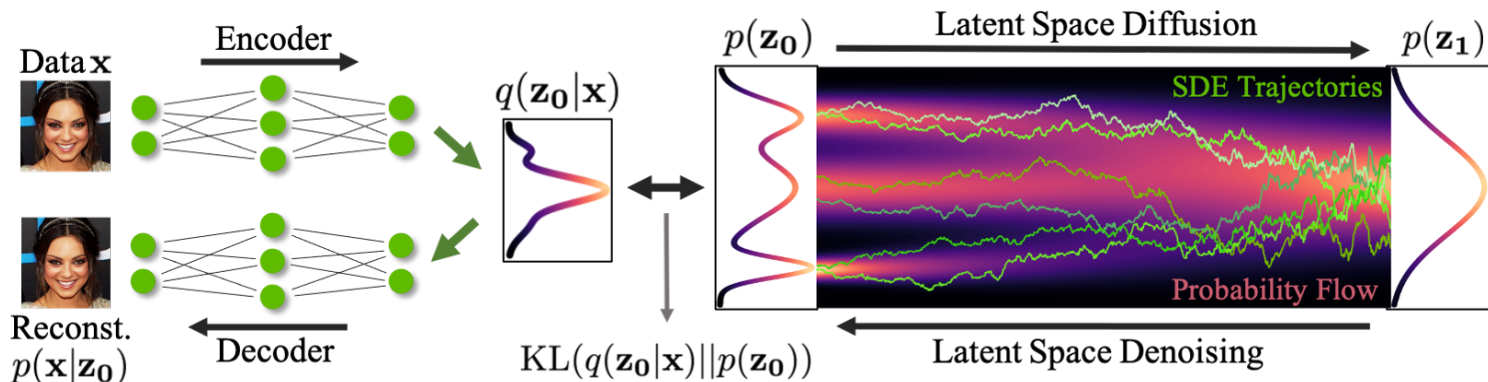 Data x
Encoder
q(z₀|x)
p(z₀)
Latent Space Diffusion
p(z₁)
SDE Trajectories
Probability Flow
Reconst.
p(x|z₀)
Decoder
KL(q(z₀|x)||p(z₀))
Latent Space Denoising